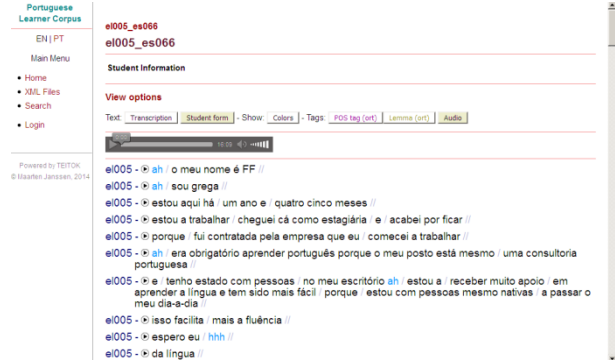 Portuguese
Learner Corpus
EN | PT
Main Menu
Home
XML Files
Search
Login
Powered by TEITOK
© Maarten Janssen, 2014
el005_es066
el005_es066
Student Information
View options
Text: Transcription Student form - Show: Colors - Tags: POS tag (ort) Lemma (ort) Audio
el005 - ah / o meu nome é FF //
el005 - ah / sou grega //
el005 - estou aqui há / um ano e / quatro cinco meses //
el005 - estou a trabalhar / cheguei cá como estagiária / e / acabei por ficar //
el005 - porque / fui contratada pela empresa que eu / comecei a trabalhar //
el005 - ah / era obrigatório aprender português porque o meu posto está mesmo / uma consultoria
portuguesa //
el005 - e / tenho estado com pessoas / no meu escritório ah / estou a / receber muito apoio / em
aprender a língua e tem sido mais fácil / porque / estou com pessoas mesmo nativas / a passar o
meu dia-a-dia //
el005 - isso facilita / mais a fluência //
el005 - espero eu / hhh //
el005 - da língua /